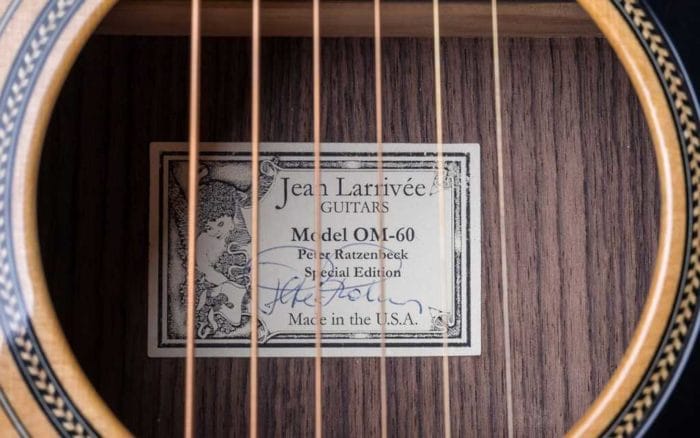 Jean Larrivée
GUITARS
Model OM-60
Peter Ratzenbeck
Special Edition
Made in the U.S.A.